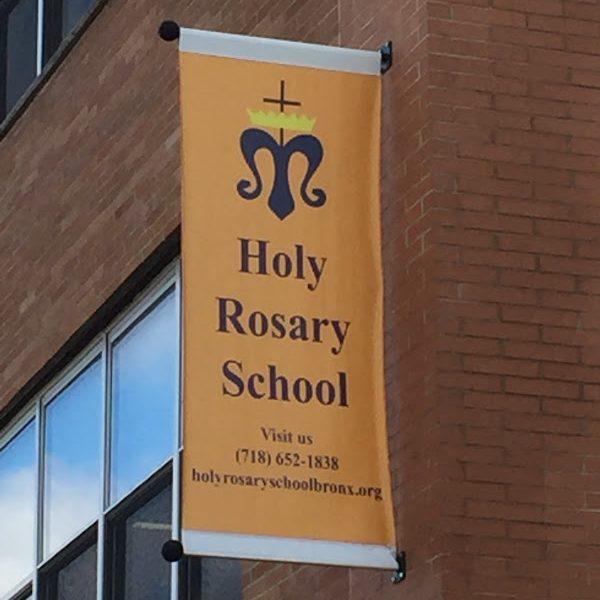 Holy
Rosary
School
Visit us
(718) 652-1838
holyrosaryschoolbronx.org